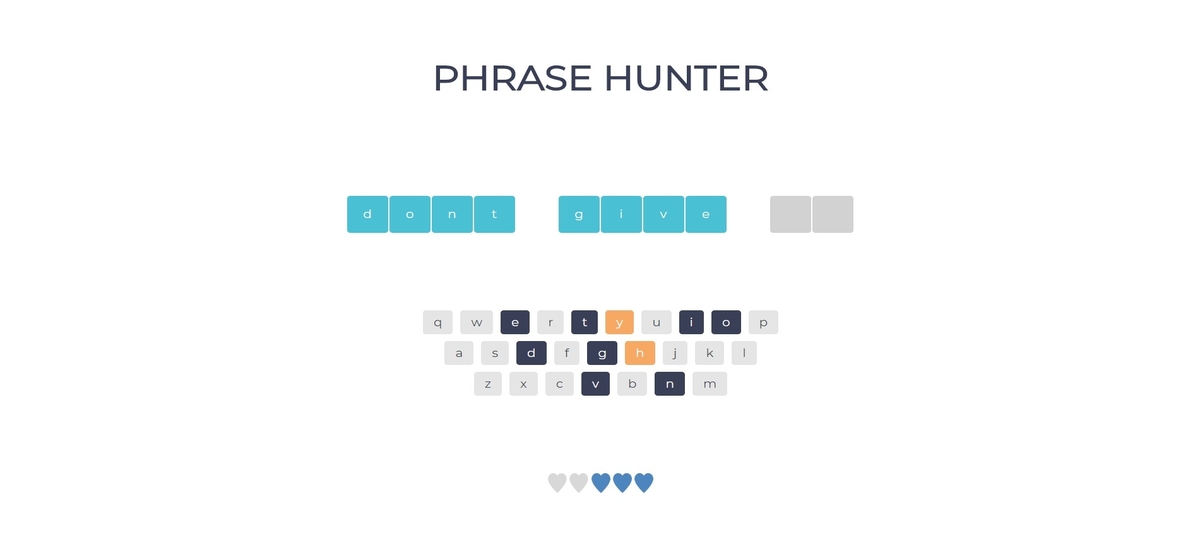 PHRASE HUNTER
d o n t g i v e
q w e r t y u i o p
a s d f g h j k l
z x c v b n m